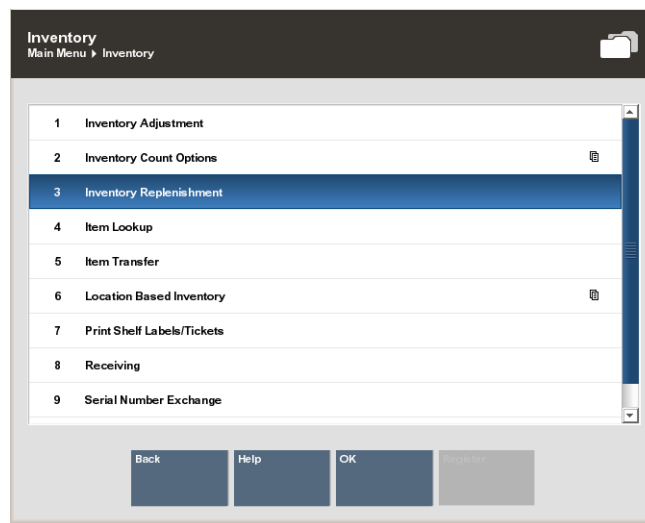 Inventory
Main Menu ▸ Inventory
1 Inventory Adjustment
2 Inventory Count Options
3 Inventory Replenishment
4 Item Lookup
5 Item Transfer
6 Location Based Inventory
7 Print Shelf Labels/Tickets
8 Receiving
9 Serial Number Exchange
Back Help OK Register